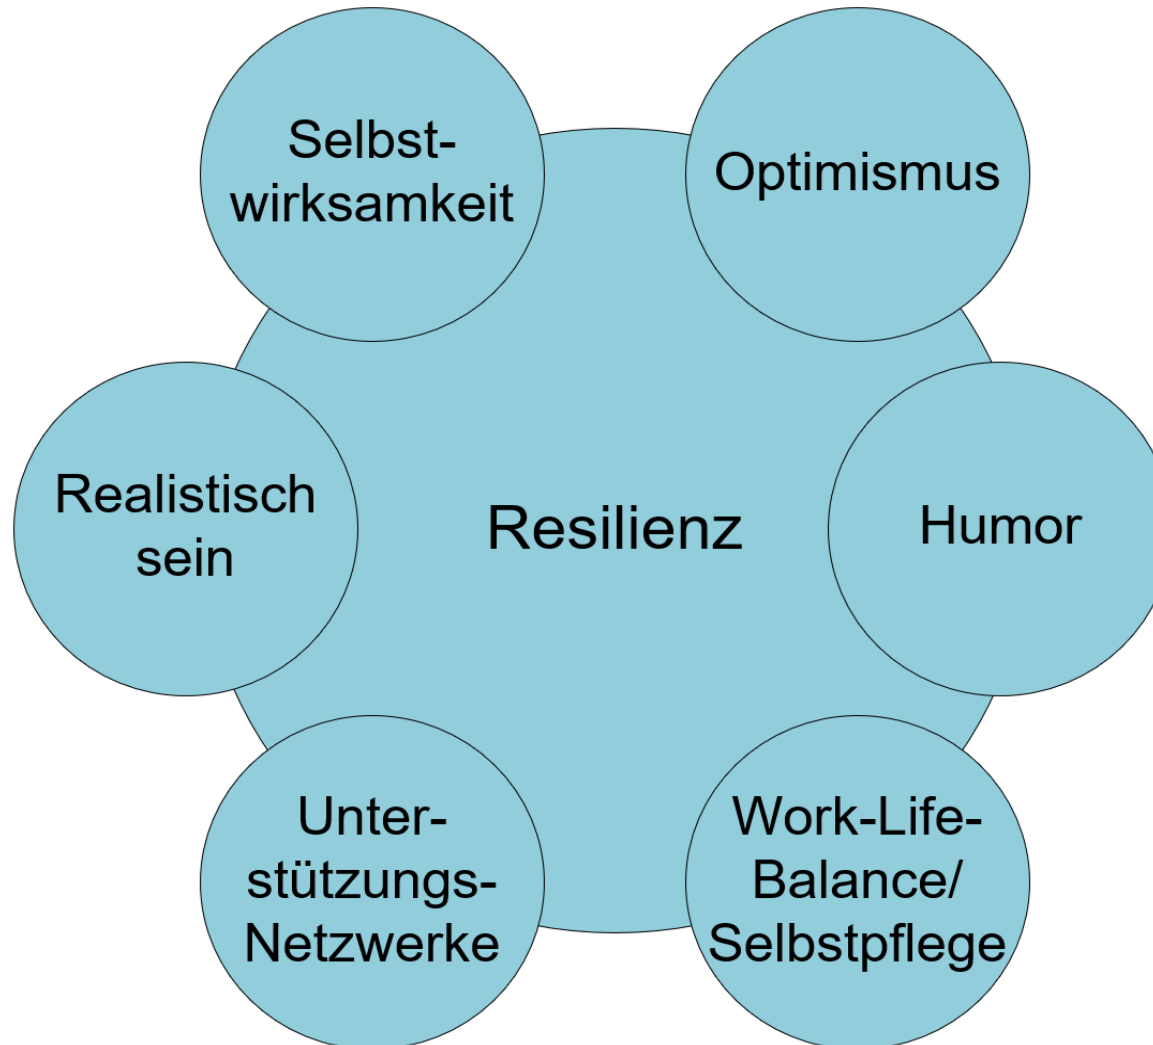 Selbst-
wirksamkeit
Optimismus
Realistisch
sein
Resilienz
Humor
Unter-
stützungs-
Netzwerke
Work-Life-
Balance/
Selbstpflege